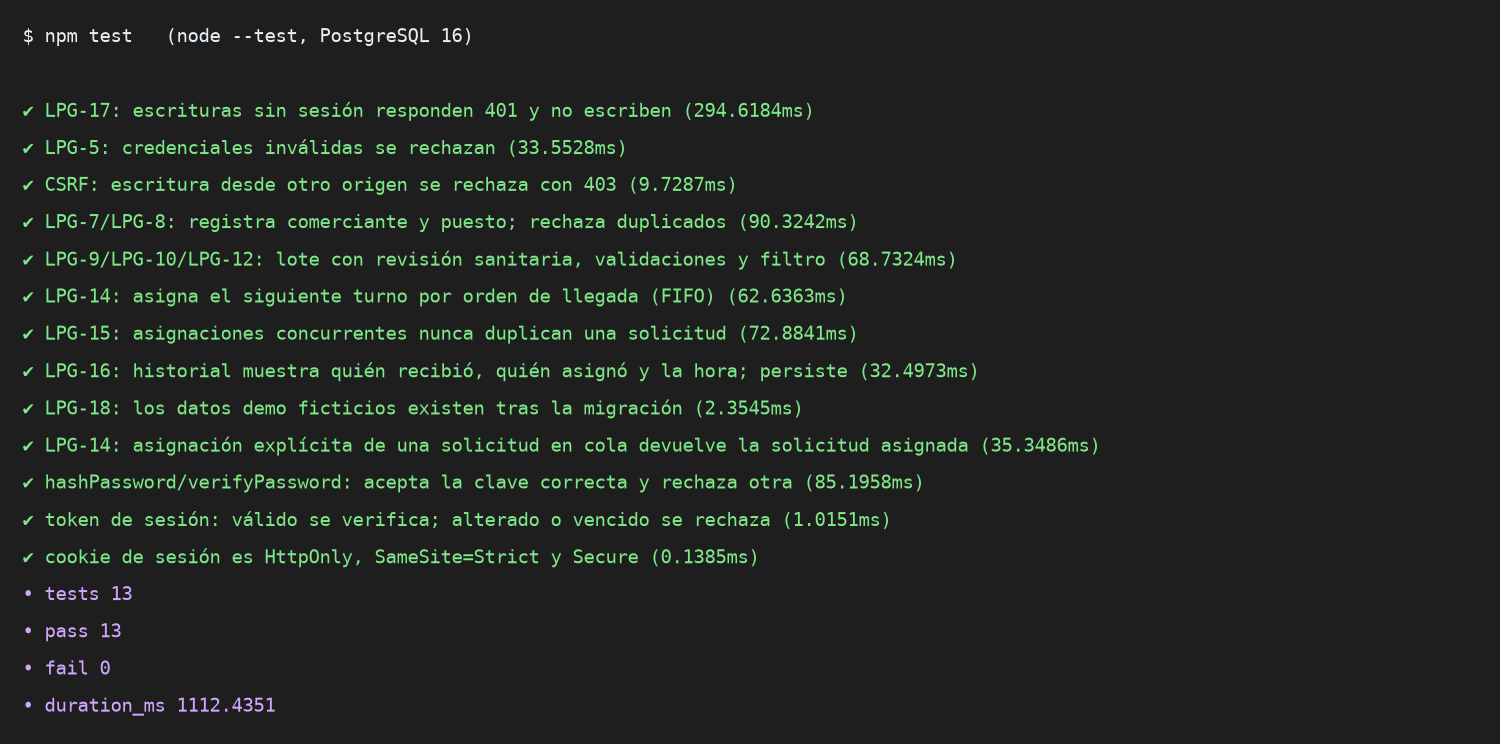 $ npm test   (node --test, PostgreSQL 16)
✔ LPG-17: escrituras sin sesión responden 401 y no escriben (294.6184ms)
✔ LPG-5: credenciales inválidas se rechazan (33.5528ms)
✔ CSRF: escritura desde otro origen se rechaza con 403 (9.7287ms)
✔ LPG-7/LPG-8: registra comerciante y puesto; rechaza duplicados (90.3242ms)
✔ LPG-9/LPG-10/LPG-12: lote con revisión sanitaria, validaciones y filtro (68.7324ms)
✔ LPG-14: asigna el siguiente turno por orden de llegada (FIFO) (62.6363ms)
✔ LPG-15: asignaciones concurrentes nunca duplican una solicitud (72.8841ms)
✔ LPG-16: historial muestra quién recibió, quién asignó y la hora; persiste (32.4973ms)
✔ LPG-18: los datos demo ficticios existen tras la migración (2.3545ms)
✔ LPG-14: asignación explícita de una solicitud en cola devuelve la solicitud asignada (35.3486ms)
✔ hashPassword/verifyPassword: acepta la clave correcta y rechaza otra (85.1958ms)
✔ token de sesión: válido se verifica; alterado o vencido se rechaza (1.0151ms)
✔ cookie de sesión es HttpOnly, SameSite=Strict y Secure (0.1385ms)
• tests 13
• pass 13
• fail 0
• duration_ms 1112.4351